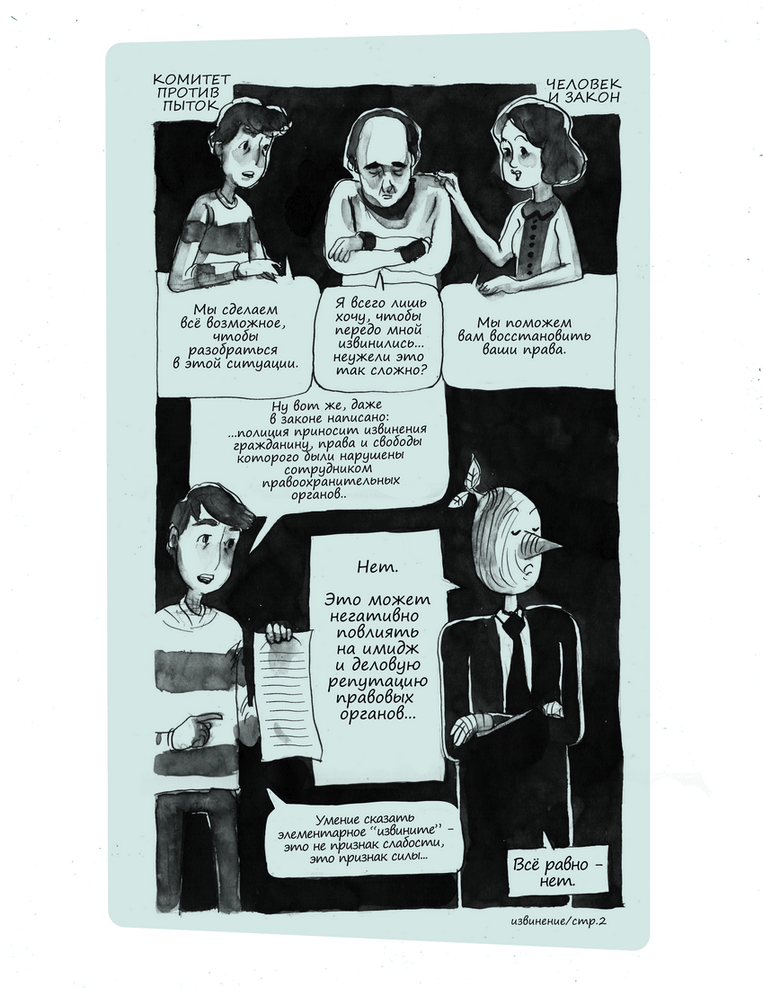 КОМИТЕТ
ПРОТИВ
ПЫТОК
ЧЕЛОВЕК
И ЗАКОН
Мы сделаем
всё возможное,
чтобы
разобраться
в этой ситуации.
Я всего лишь
хочу, чтобы
передо мной
извинились...
неужели это
так сложно?
Мы поможем
вам восстановить
ваши права.
Ну вот же, даже
в законе написано:
...полиция приносит извинения
гражданину, права и свободы
которого были нарушены
сотрудником
правоохранительных
органов..
Нет.
Это может
негативно
повлиять
на имидж
и деловую
репутацию
правовых
органов...
Умение сказать
элементарное “извините” -
это не признак слабости,
это признак силы...
Всё равно -
нет.
извинение/стр.2